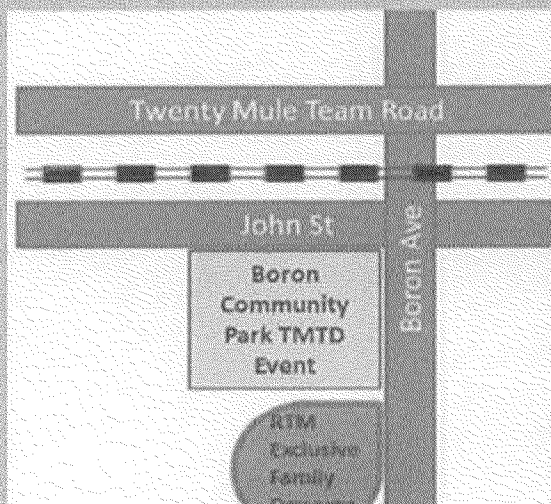 Twenty Mule Team Road
John St
Boron Ave
Boron
Community
Park TMTD
Event
RTM
Exclusive
Family